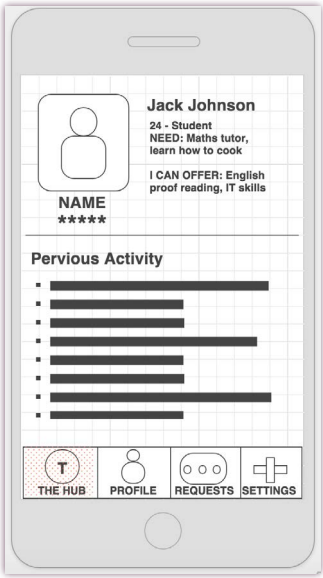 Jack Johnson
24 - Student
NEED: Maths tutor,
learn how to cook
I CAN OFFER: English
proof reading, IT skills
NAME
*****
Pervious Activity
T
THE HUB
PROFILE
REQUESTS
SETTINGS